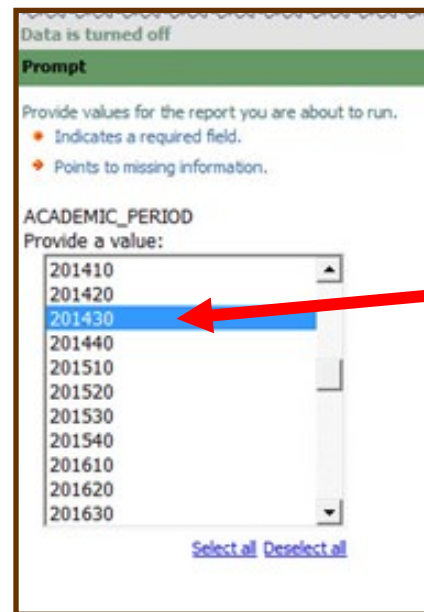 Data is turned off
Prompt
Provide values for the report you are about to run.
Indicates a required field.
Points to missing information.
ACADEMIC_PERIOD
Provide a value:
201410
201420
201430
201440
201510
201520
201530
201540
201610
201620
201630
Select all Deselect all